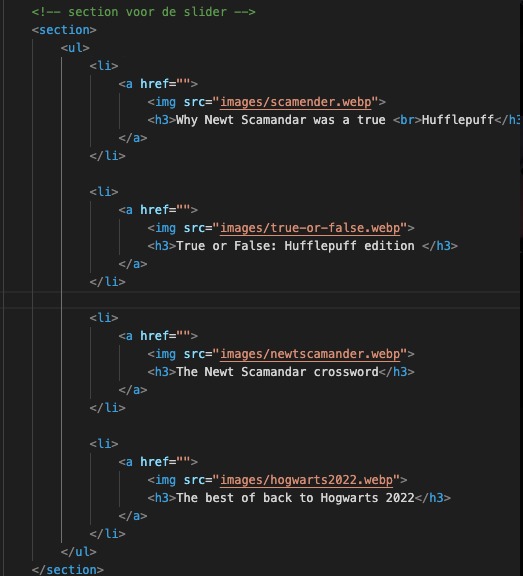 <!-- section voor de slider -->
<section>
<ul>
<li>
<a href="">
<img src="images/scamender.webp">
<h3>Why Newt Scamandar was a true <br>Hufflepuff</h3
</a>
</li>
<li>
<a href="">
<img src="images/true-or-false.webp">
<h3>True or False: Hufflepuff edition </h3>
</a>
</li>
<li>
<a href="">
<img src="images/newtscamander.webp">
<h3>The Newt Scamandar crossword</h3>
</a>
</li>
<li>
<a href="">
<img src="images/hogwarts2022.webp">
<h3>The best of back to Hogwarts 2022</h3>
</a>
</li>
</ul>
</section>